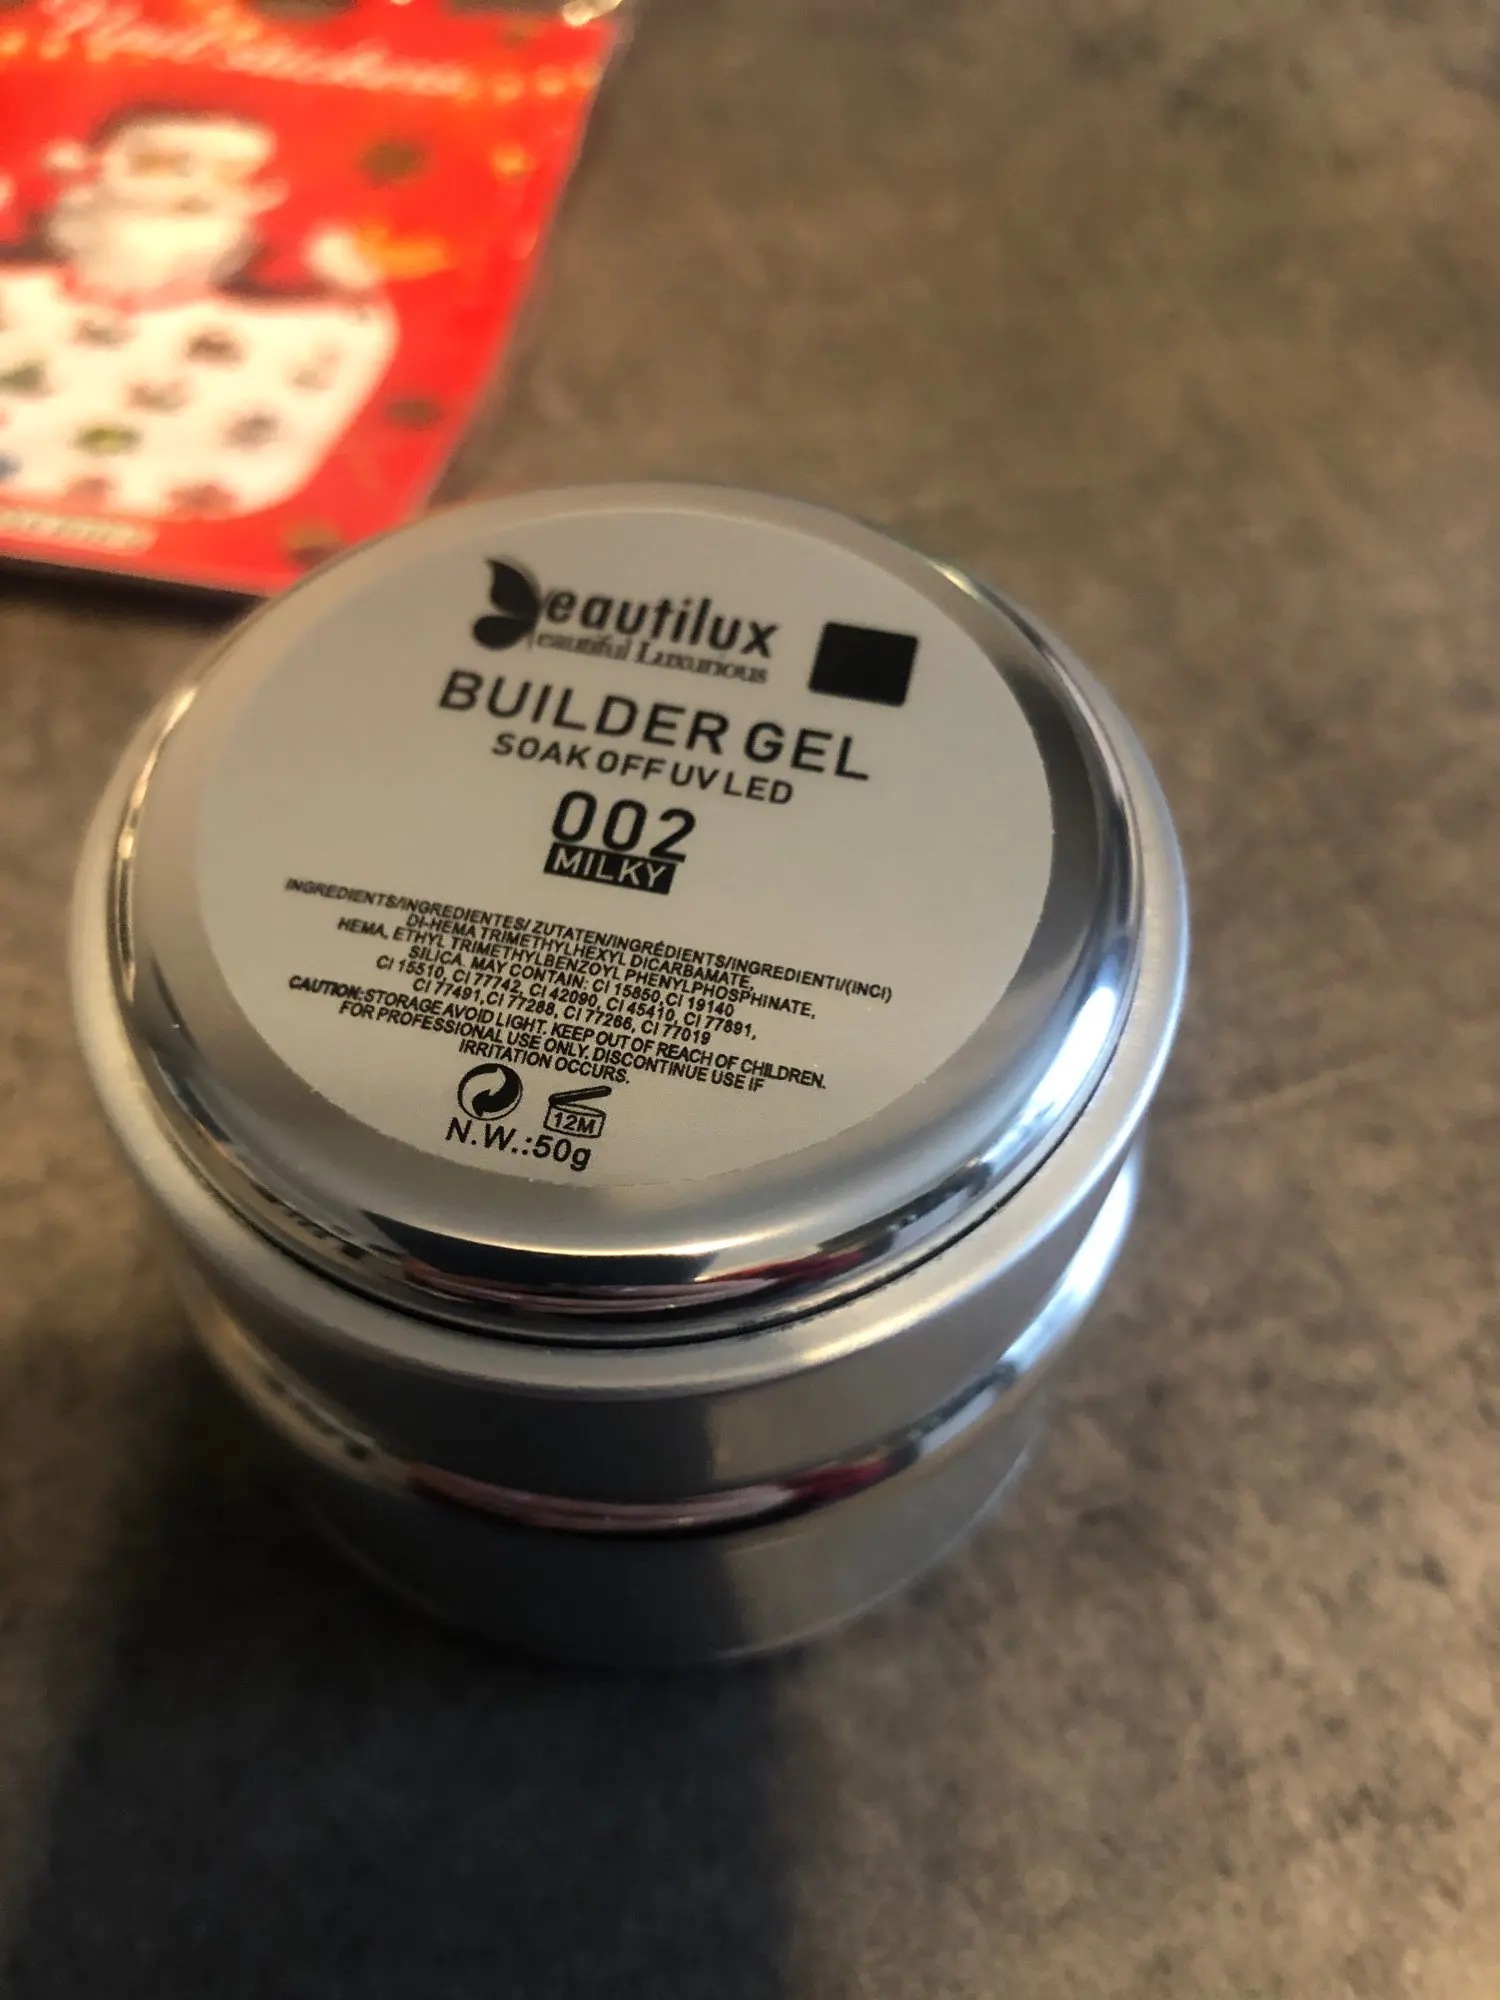 Beautilux
Beautiful Luxurious
BUILDER GEL
SOAK OFF UV LED
002
MILKY
INGREDIENTS/INGREDIENTES/ ZUTATEN/INGRÉDIENTS/INGREDIENTI/(INCI)
DI-HEMA TRIMETHYLHEXYL DICARBAMATE,
HEMA, ETHYL TRIMETHYLBENZOYL PHENYLPHOSPHINATE,
SILICA. MAY CONTAIN: CI 15850, CI 19140
CI 15510, CI 77742, CI 42090, CI 45410, CI 77891,
CI 77491, CI 77288, CI 77266, CI 77019
CAUTION:STORAGE AVOID LIGHT. KEEP OUT OF REACH OF CHILDREN.
FOR PROFESSIONAL USE ONLY. DISCONTINUE USE IF
IRRITATION OCCURS.
12M
N.W.:50g